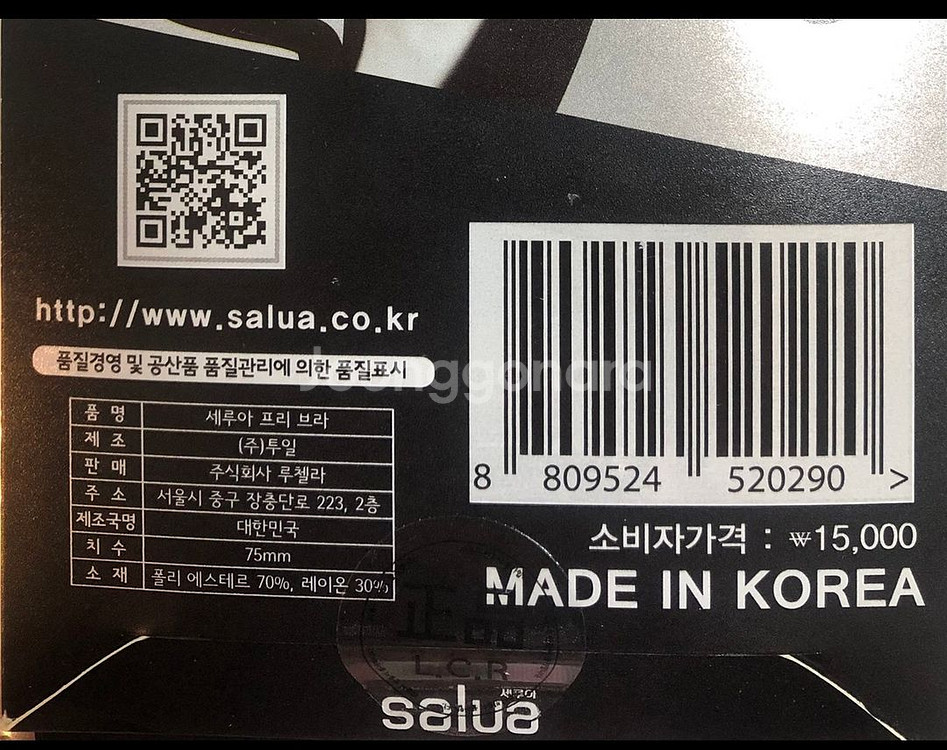 http://www.salua.co.kr
품질경영 및 공산품 품질관리에 의한 품질표시
joonggonara
품 명 세루아 프리 브라
제 조 (주)투일
판 매 주식회사 루첼라
주 소 서울시 중구 장충단로 223, 2층
제조국명 대한민국
치 수 75mm
소 재 폴리 에스테르 70%, 레이온 30%
8 809524 520290 >
소비자가격 : ₩15,000
MADE IN KOREA
正品
L.C.R
세루아
salua